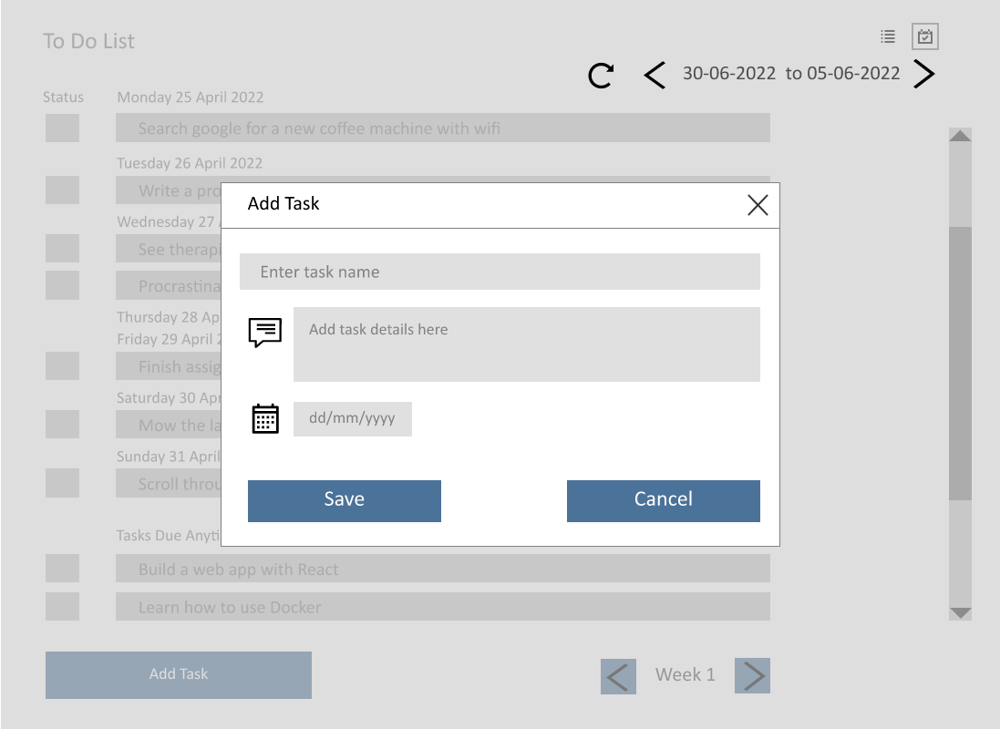 To Do List
30-06-2022 to 05-06-2022
Status
Monday 25 April 2022
Search google for a new coffee machine with wifi
Tuesday 26 April 2022
Write a pro
Wednesday 27
See therapi
Procrastina
Thursday 28 Ap
Friday 29 April 2
Finish assig
Saturday 30 Apr
Mow the la
Sunday 31 April
Scroll throu
Tasks Due Anyti
Build a web app with React
Learn how to use Docker
Add Task
Week 1
Add Task
Enter task name
Add task details here
dd/mm/yyyy
Save
Cancel